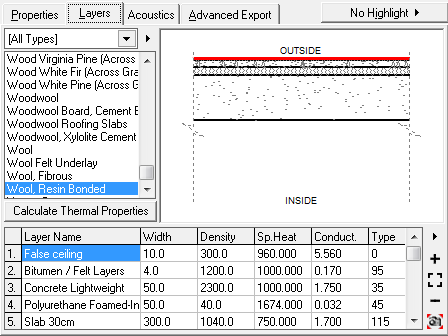 Properties Layers Acoustics Advanced Export No Highlight
[All Types]
Wood Virginia Pine (Across
Wood White Fir (Across Gra
Wood White Pine (Across G
Woodwool
Woodwool Board, Cement E
Woodwool Roofing Slabs
Woodwool, Xylolite Cement
Wool
Wool Felt Underlay
Wool, Fibrous
Wool, Resin Bonded
Calculate Thermal Properties
OUTSIDE
INSIDE
Layer Name Width Density Sp.Heat Conduct. Type
1. False ceiling 10.0 300.0 960.000 5.560 0
2. Bitumen / Felt Layers 4.0 1200.0 1000.000 0.170 95
3. Concrete Lightweight 50.0 2300.0 1000.000 1.750 35
4. Polyurethane Foamed-In 50.0 40.0 1674.000 0.032 45
5. Slab 30cm 300.0 1040.0 750.000 1.700 115